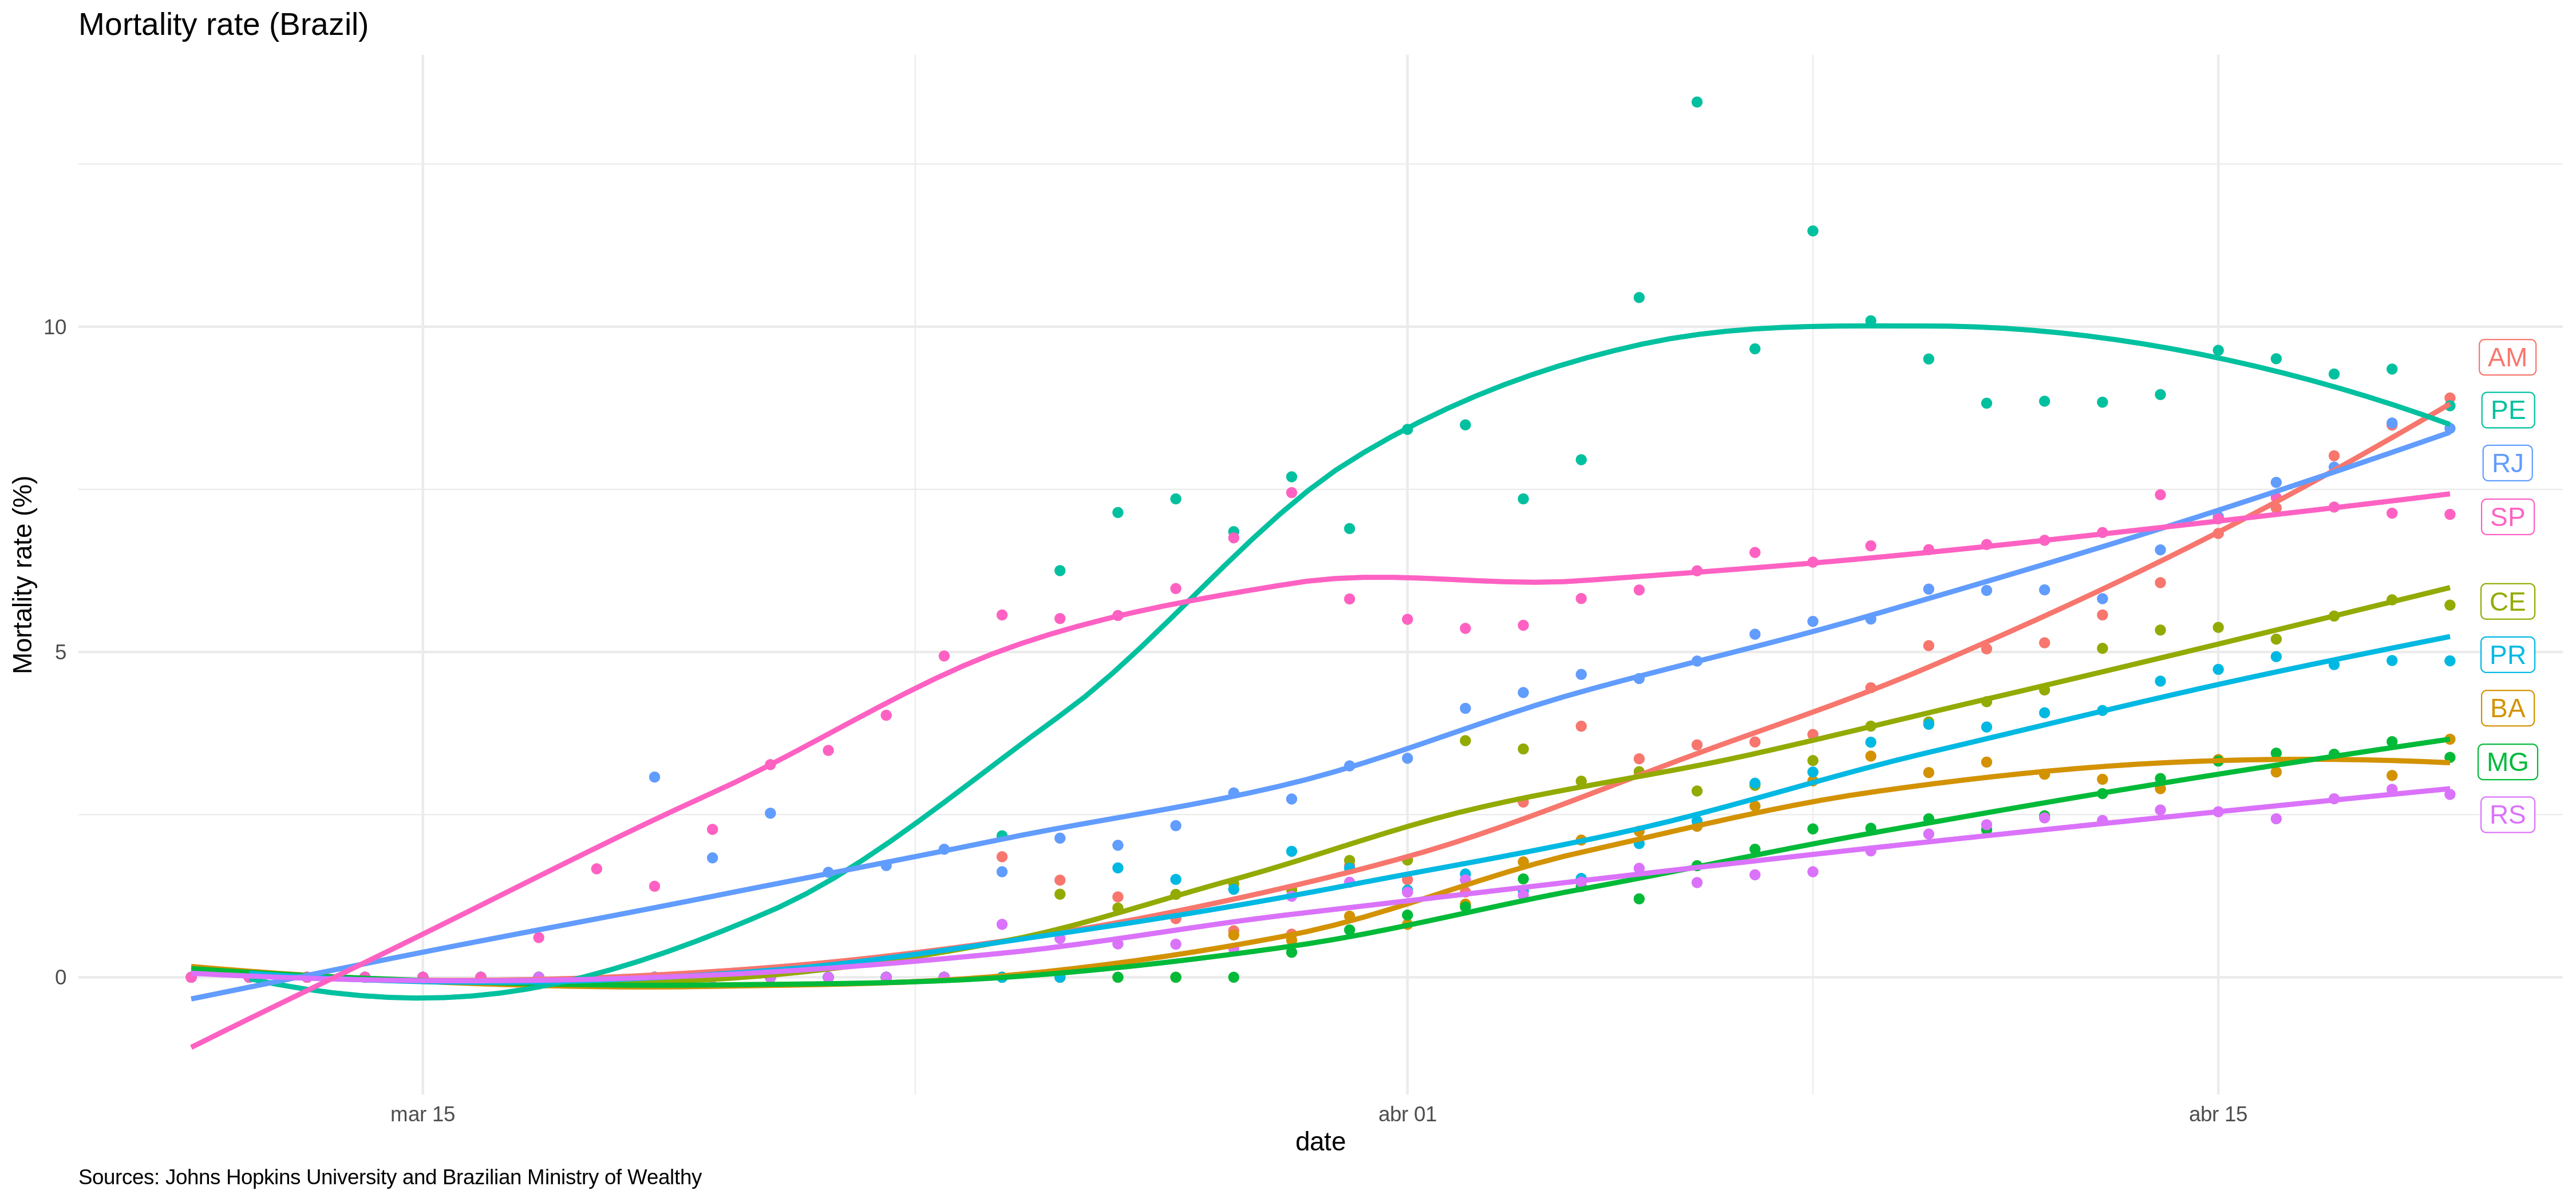 Mortality rate (Brazil)
Mortality rate (%)
10
5
0
AM
PE
RJ
SP
CE
PR
BA
MG
RS
mar 15
abr 01
abr 15
date
Sources: Johns Hopkins University and Brazilian Ministry of Wealthy